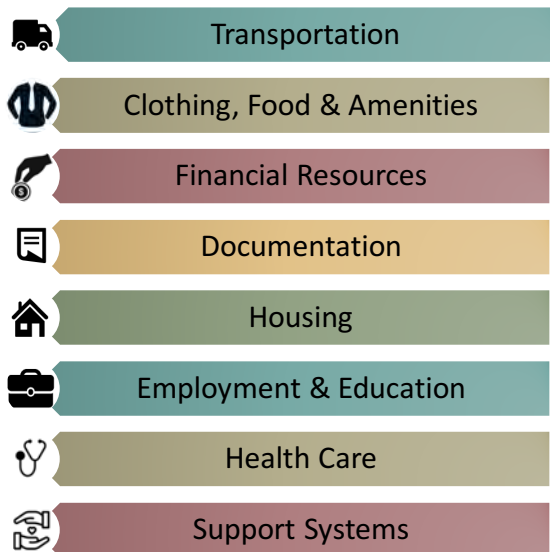 Transportation
Clothing, Food & Amenities
Financial Resources
Documentation
Housing
Employment & Education
Health Care
Support Systems